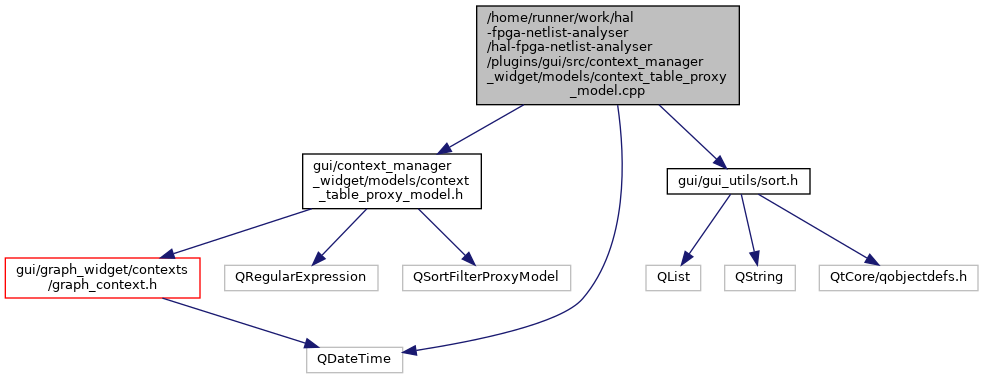 /home/runner/work/hal
-fpga-netlist-analyser
/hal-fpga-netlist-analyser
/plugins/gui/src/context_manager
_widget/models/context_table_proxy
_model.cpp
gui/context_manager
_widget/models/context
_table_proxy_model.h
gui/gui_utils/sort.h
gui/graph_widget/contexts
/graph_context.h
QRegularExpression
QSortFilterProxyModel
QList
QString
QtCore/qobjectdefs.h
QDateTime